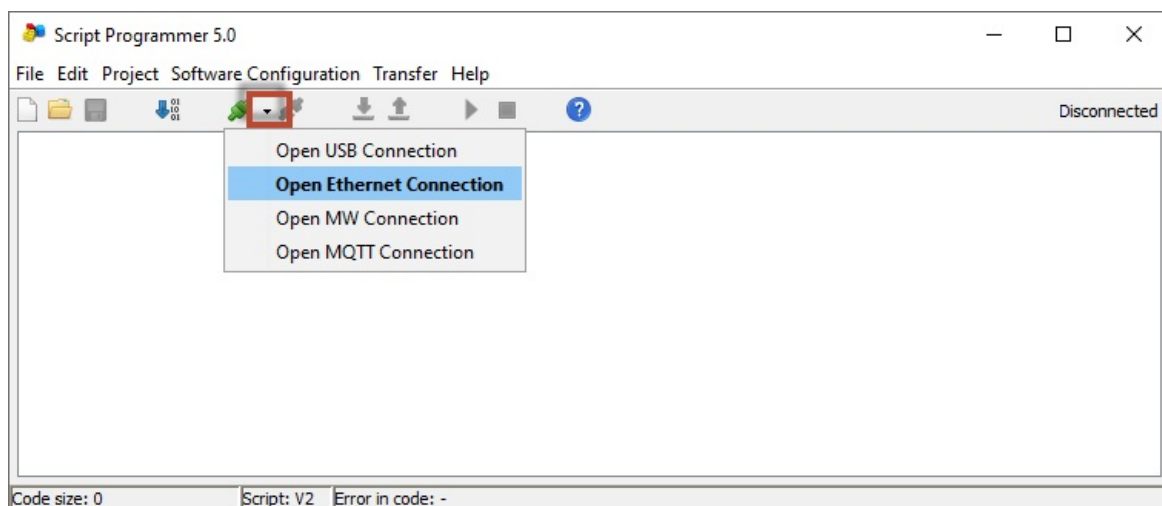 Script Programmer 5.0
File Edit Project Software Configuration Transfer Help
Disconnected
Open USB Connection
Open Ethernet Connection
Open MW Connection
Open MQTT Connection
Code size: 0 Script: V2 Error in code: -